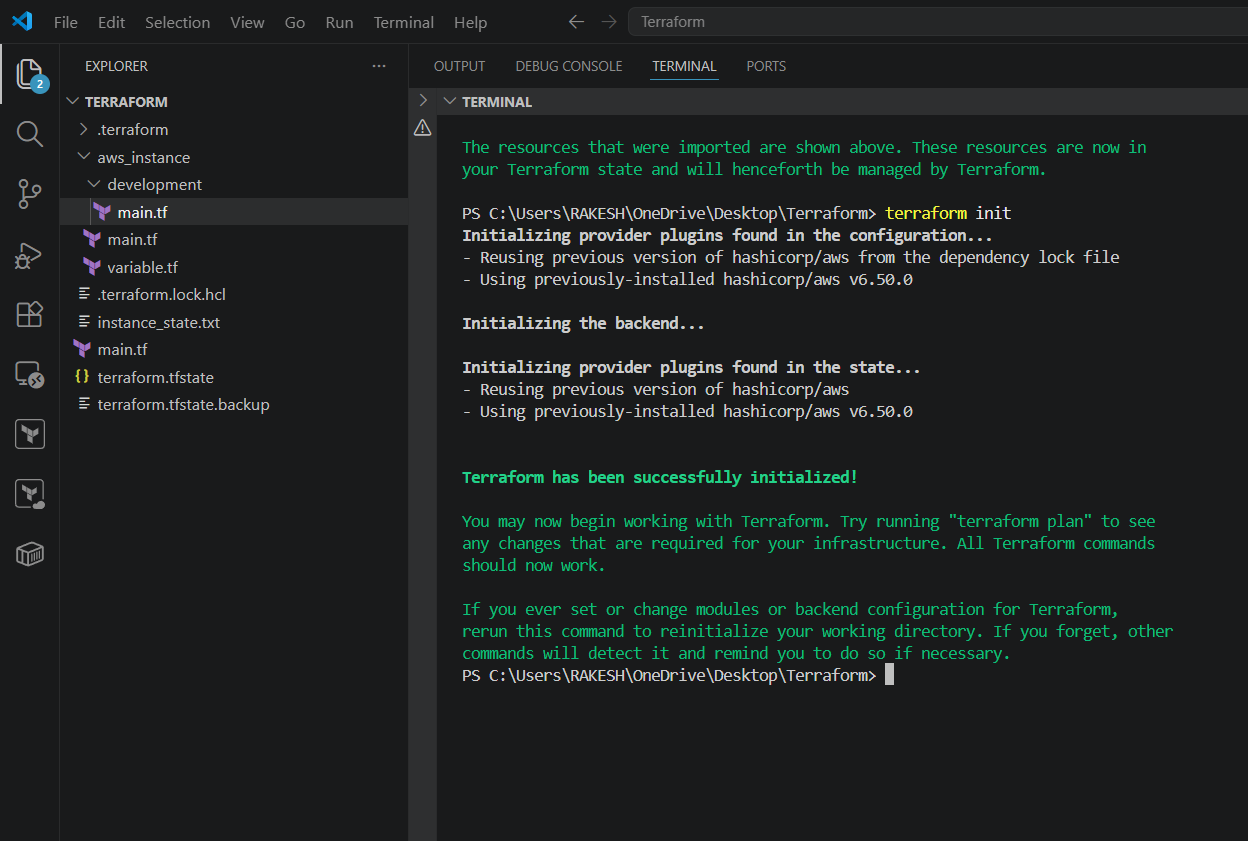 File Edit Selection View Go Run Terminal Help
Terraform
2
EXPLORER
TERRAFORM
.terraform
aws_instance
development
main.tf
main.tf
variable.tf
.terraform.lock.hcl
instance_state.txt
main.tf
{} terraform.tfstate
terraform.tfstate.backup
OUTPUT DEBUG CONSOLE TERMINAL PORTS
TERMINAL
The resources that were imported are shown above. These resources are now in
your Terraform state and will henceforth be managed by Terraform.
PS C:\Users\RAKESH\OneDrive\Desktop\Terraform> terraform init
Initializing provider plugins found in the configuration...
- Reusing previous version of hashicorp/aws from the dependency lock file
- Using previously-installed hashicorp/aws v6.50.0
Initializing the backend...
Initializing provider plugins found in the state...
- Reusing previous version of hashicorp/aws
- Using previously-installed hashicorp/aws v6.50.0
Terraform has been successfully initialized!
You may now begin working with Terraform. Try running "terraform plan" to see
any changes that are required for your infrastructure. All Terraform commands
should now work.
If you ever set or change modules or backend configuration for Terraform,
rerun this command to reinitialize your working directory. If you forget, other
commands will detect it and remind you to do so if necessary.
PS C:\Users\RAKESH\OneDrive\Desktop\Terraform>